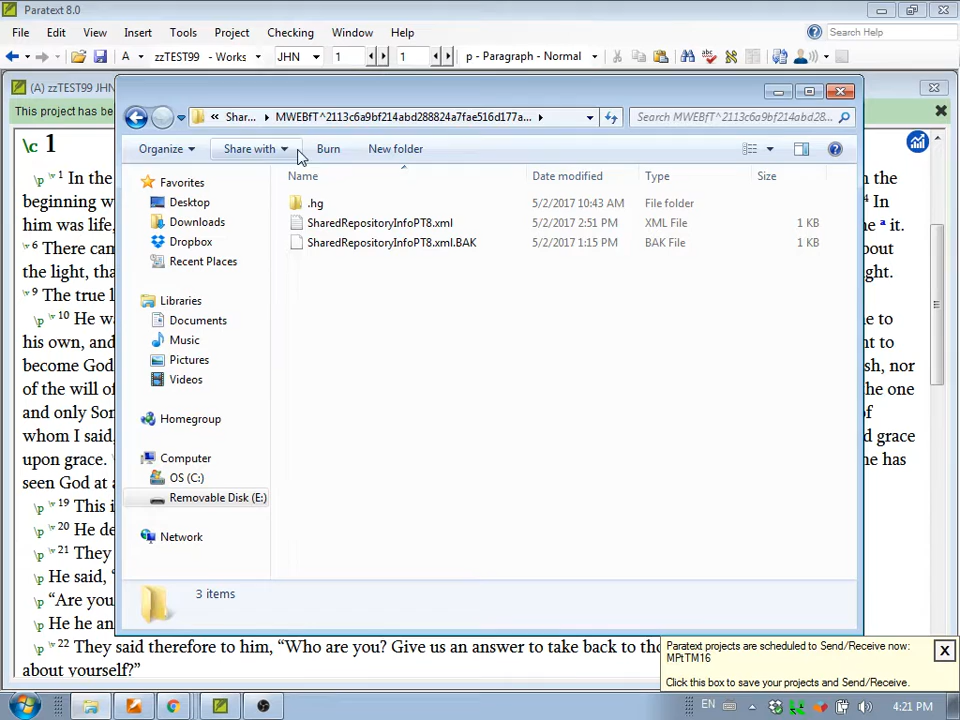 Paratext 8.0
File Edit View Insert Tools Project Checking Window Help
Search Help
A zzTEST99 - Works JHN 1 1 p - Paragraph - Normal
(A) zzTEST99 JHN
This project has be
\c 1
\p 1 In the
beginning w
him was life,
\p 6 There cam
the light, tha
\p 9 The true l
\p 10 He wa
his own, and
become God
of the will of
and only Son
whom I said,
upon grace.
seen God at a
\p 19 This i
\p 20 He de
\p 21 They
He said, “
“Are you
He he an
\p 22 They said therefore to him, “Who are you? Give us an answer to take back to tho
about yourself?”
4 In
e a it.
bout
ght.
e to
nt to
sh, nor
the one
o of
d grace
he has
« Shar... MWEBfT^2113c6a9bf214abd288824a7fae516d177a...
Search MWEBfT^2113c6a9bf214abd28...
Organize Share with Burn New folder
Name Date modified Type Size
.hg 5/2/2017 10:43 AM File folder
SharedRepositoryInfoPT8.xml 5/2/2017 2:51 PM XML File 1 KB
SharedRepositoryInfoPT8.xml.BAK 5/2/2017 1:15 PM BAK File 1 KB
Favorites
Desktop
Downloads
Dropbox
Recent Places
Libraries
Documents
Music
Pictures
Videos
Homegroup
Computer
OS (C:)
Removable Disk (E:)
Network
3 items
Paratext projects are scheduled to Send/Receive now:
MPtTM16
Click this box to save your projects and Send/Receive.
X
EN 4:21 PM